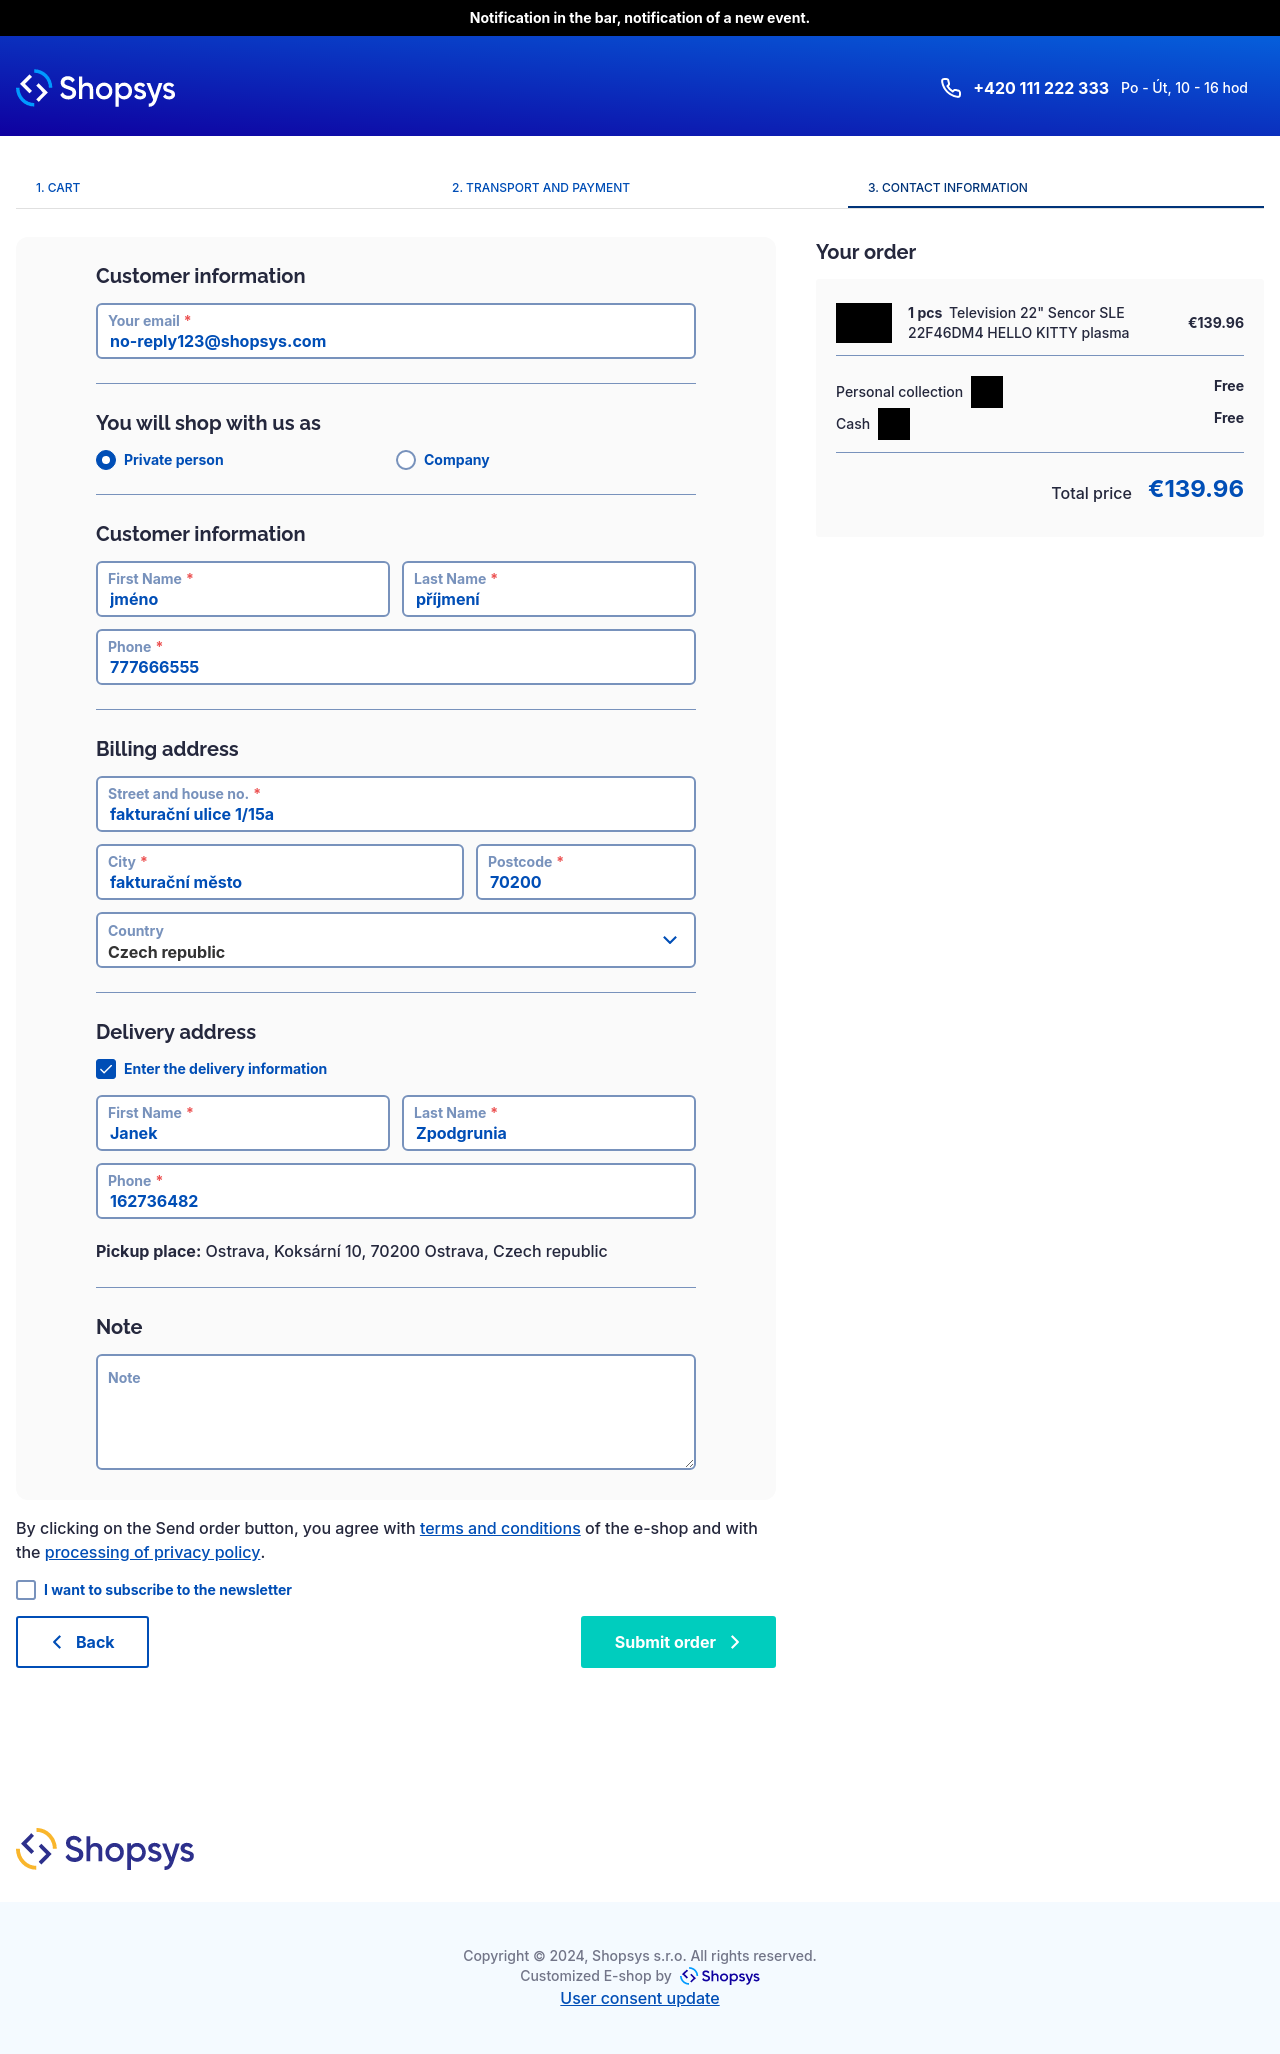 Notification in the bar, notification of a new event.
Shopsys
+420 111 222 333 Po - Út, 10 - 16 hod
1. CART
2. TRANSPORT AND PAYMENT
3. CONTACT INFORMATION
Customer information
Your email *
no-reply123@shopsys.com
You will shop with us as
Private person
Company
Customer information
First Name *
jméno
Last Name *
příjmení
Phone *
777666555
Billing address
Street and house no. *
fakturační ulice 1/15a
City *
fakturační město
Postcode *
70200
Country
Czech republic
Delivery address
Enter the delivery information
First Name *
Janek
Last Name *
Zpodgrunia
Phone *
162736482
Pickup place: Ostrava, Koksární 10, 70200 Ostrava, Czech republic
Note
Note
Your order
1 pcs Television 22" Sencor SLE
22F46DM4 HELLO KITTY plasma
€139.96
Personal collection
Free
Cash
Free
Total price €139.96
By clicking on the Send order button, you agree with terms and conditions of the e-shop and with
the processing of privacy policy.
I want to subscribe to the newsletter
Back
Submit order
Shopsys
Copyright © 2024, Shopsys s.r.o. All rights reserved.
Customized E-shop by Shopsys
User consent update